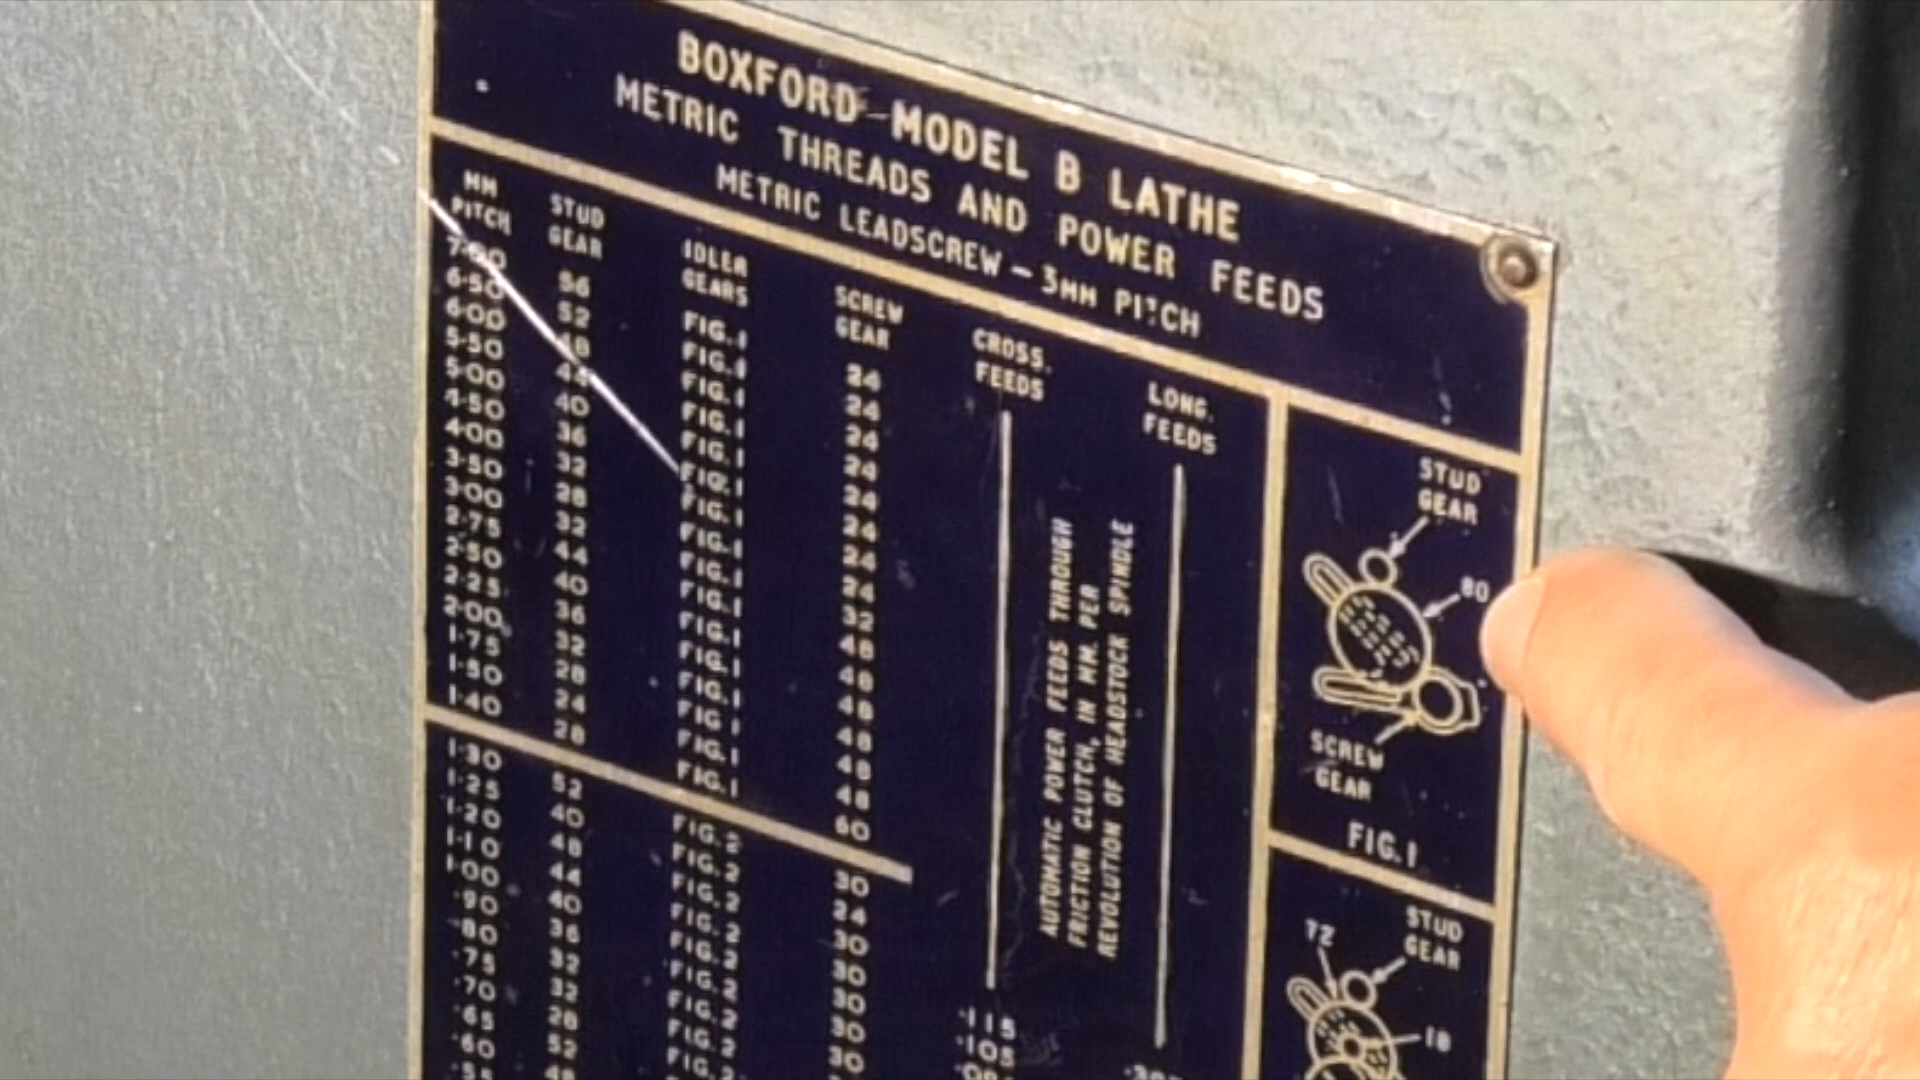 BOXFORD MODEL B LATHE
METRIC THREADS AND POWER FEEDS
METRIC LEADSCREW – 3MM PITCH
MM PITCH STUD GEAR IDLER GEARS SCREW GEAR CROSS. FEEDS LONG. FEEDS
7·00 56 FIG.1 24
6·50 52 FIG.1 24
6·00 48 FIG.1 24
5·50 44 FIG.1 24
5·00 40 FIG.1 24
4·50 36 FIG.1 24
4·00 32 FIG.1 24
3·50 28 FIG.1 24
3·00 32 FIG.1 32
2·75 44 FIG.1 48
2·50 40 FIG.1 48
2·25 36 FIG.1 48
2·00 32 FIG.1 48
1·75 28 FIG.1 48
1·50 24 FIG.1 48
1·40 28 FIG.1 60
1·30 52 FIG.2 30
1·25 40 FIG.2 24
1·20 48 FIG.2 30
1·10 44 FIG.2 30 ·115
1·00 40 FIG.2 30 ·105
·90 36 FIG.2 30
·80 32 FIG.2 30
·75 32 FIG.2
·70 28 FIG.2
·65 52
·60 48
·55
AUTOMATIC POWER FEEDS THROUGH
FRICTION CLUTCH, IN MM. PER
REVOLUTION OF HEADSTOCK SPINDLE
STUD
GEAR
80
SCREW
GEAR
FIG.1
STUD
GEAR
72
18